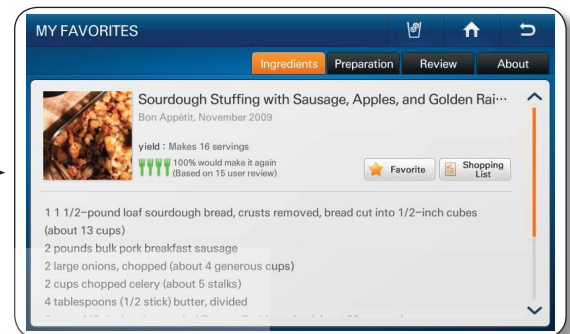 MY FAVORITES
Ingredients Preparation Review About
Sourdough Stuffing with Sausage, Apples, and Golden Rai···
Bon Appétit, November 2009
yield : Makes 16 servings
100% would make it again
(Based on 15 user review)
Favorite
Shopping
List
1 1 1/2-pound loaf sourdough bread, crusts removed, bread cut into 1/2-inch cubes
(about 13 cups)
2 pounds bulk pork breakfast sausage
2 large onions, chopped (about 4 generous cups)
2 cups chopped celery (about 5 stalks)
4 tablespoons (1/2 stick) butter, divided